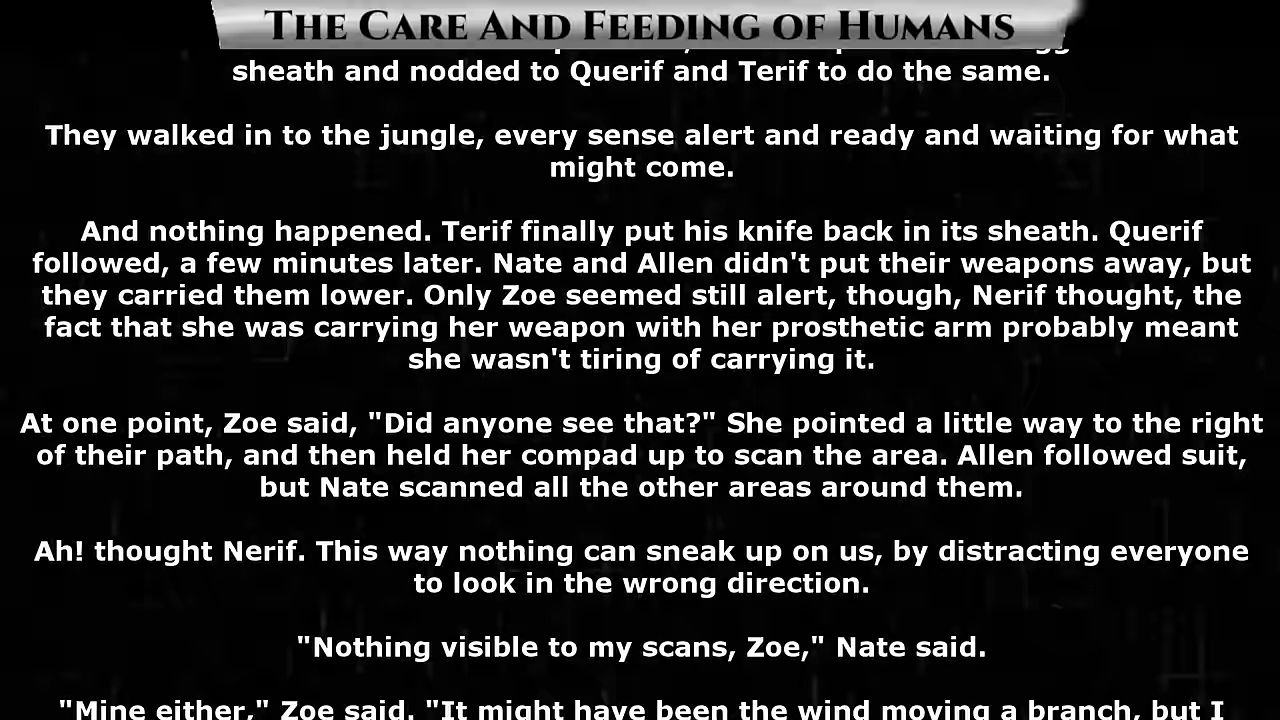 The Care And Feeding of Humans
sheath and nodded to Querif and Terif to do the same.
They walked in to the jungle, every sense alert and ready and waiting for what
might come.
And nothing happened. Terif finally put his knife back in its sheath. Querif
followed, a few minutes later. Nate and Allen didn't put their weapons away, but
they carried them lower. Only Zoe seemed still alert, though, Nerif thought, the
fact that she was carrying her weapon with her prosthetic arm probably meant
she wasn't tiring of carrying it.
At one point, Zoe said, "Did anyone see that?" She pointed a little way to the right
of their path, and then held her compad up to scan the area. Allen followed suit,
but Nate scanned all the other areas around them.
Ah! thought Nerif. This way nothing can sneak up on us, by distracting everyone
to look in the wrong direction.
"Nothing visible to my scans, Zoe," Nate said.
"Mine either," Zoe said. "It might have been the wind moving a branch, but I